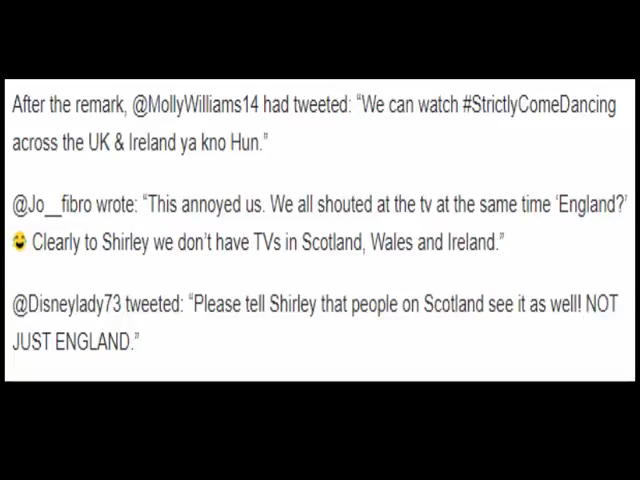 After the remark, @MollyWilliams14 had tweeted: “We can watch #StrictlyComeDancing
across the UK & Ireland ya kno Hun.”
@Jo__fibro wrote: “This annoyed us. We all shouted at the tv at the same time ‘England?’
😂 Clearly to Shirley we don’t have TVs in Scotland, Wales and Ireland.”
@Disneylady73 tweeted: “Please tell Shirley that people on Scotland see it as well! NOT
JUST ENGLAND.”